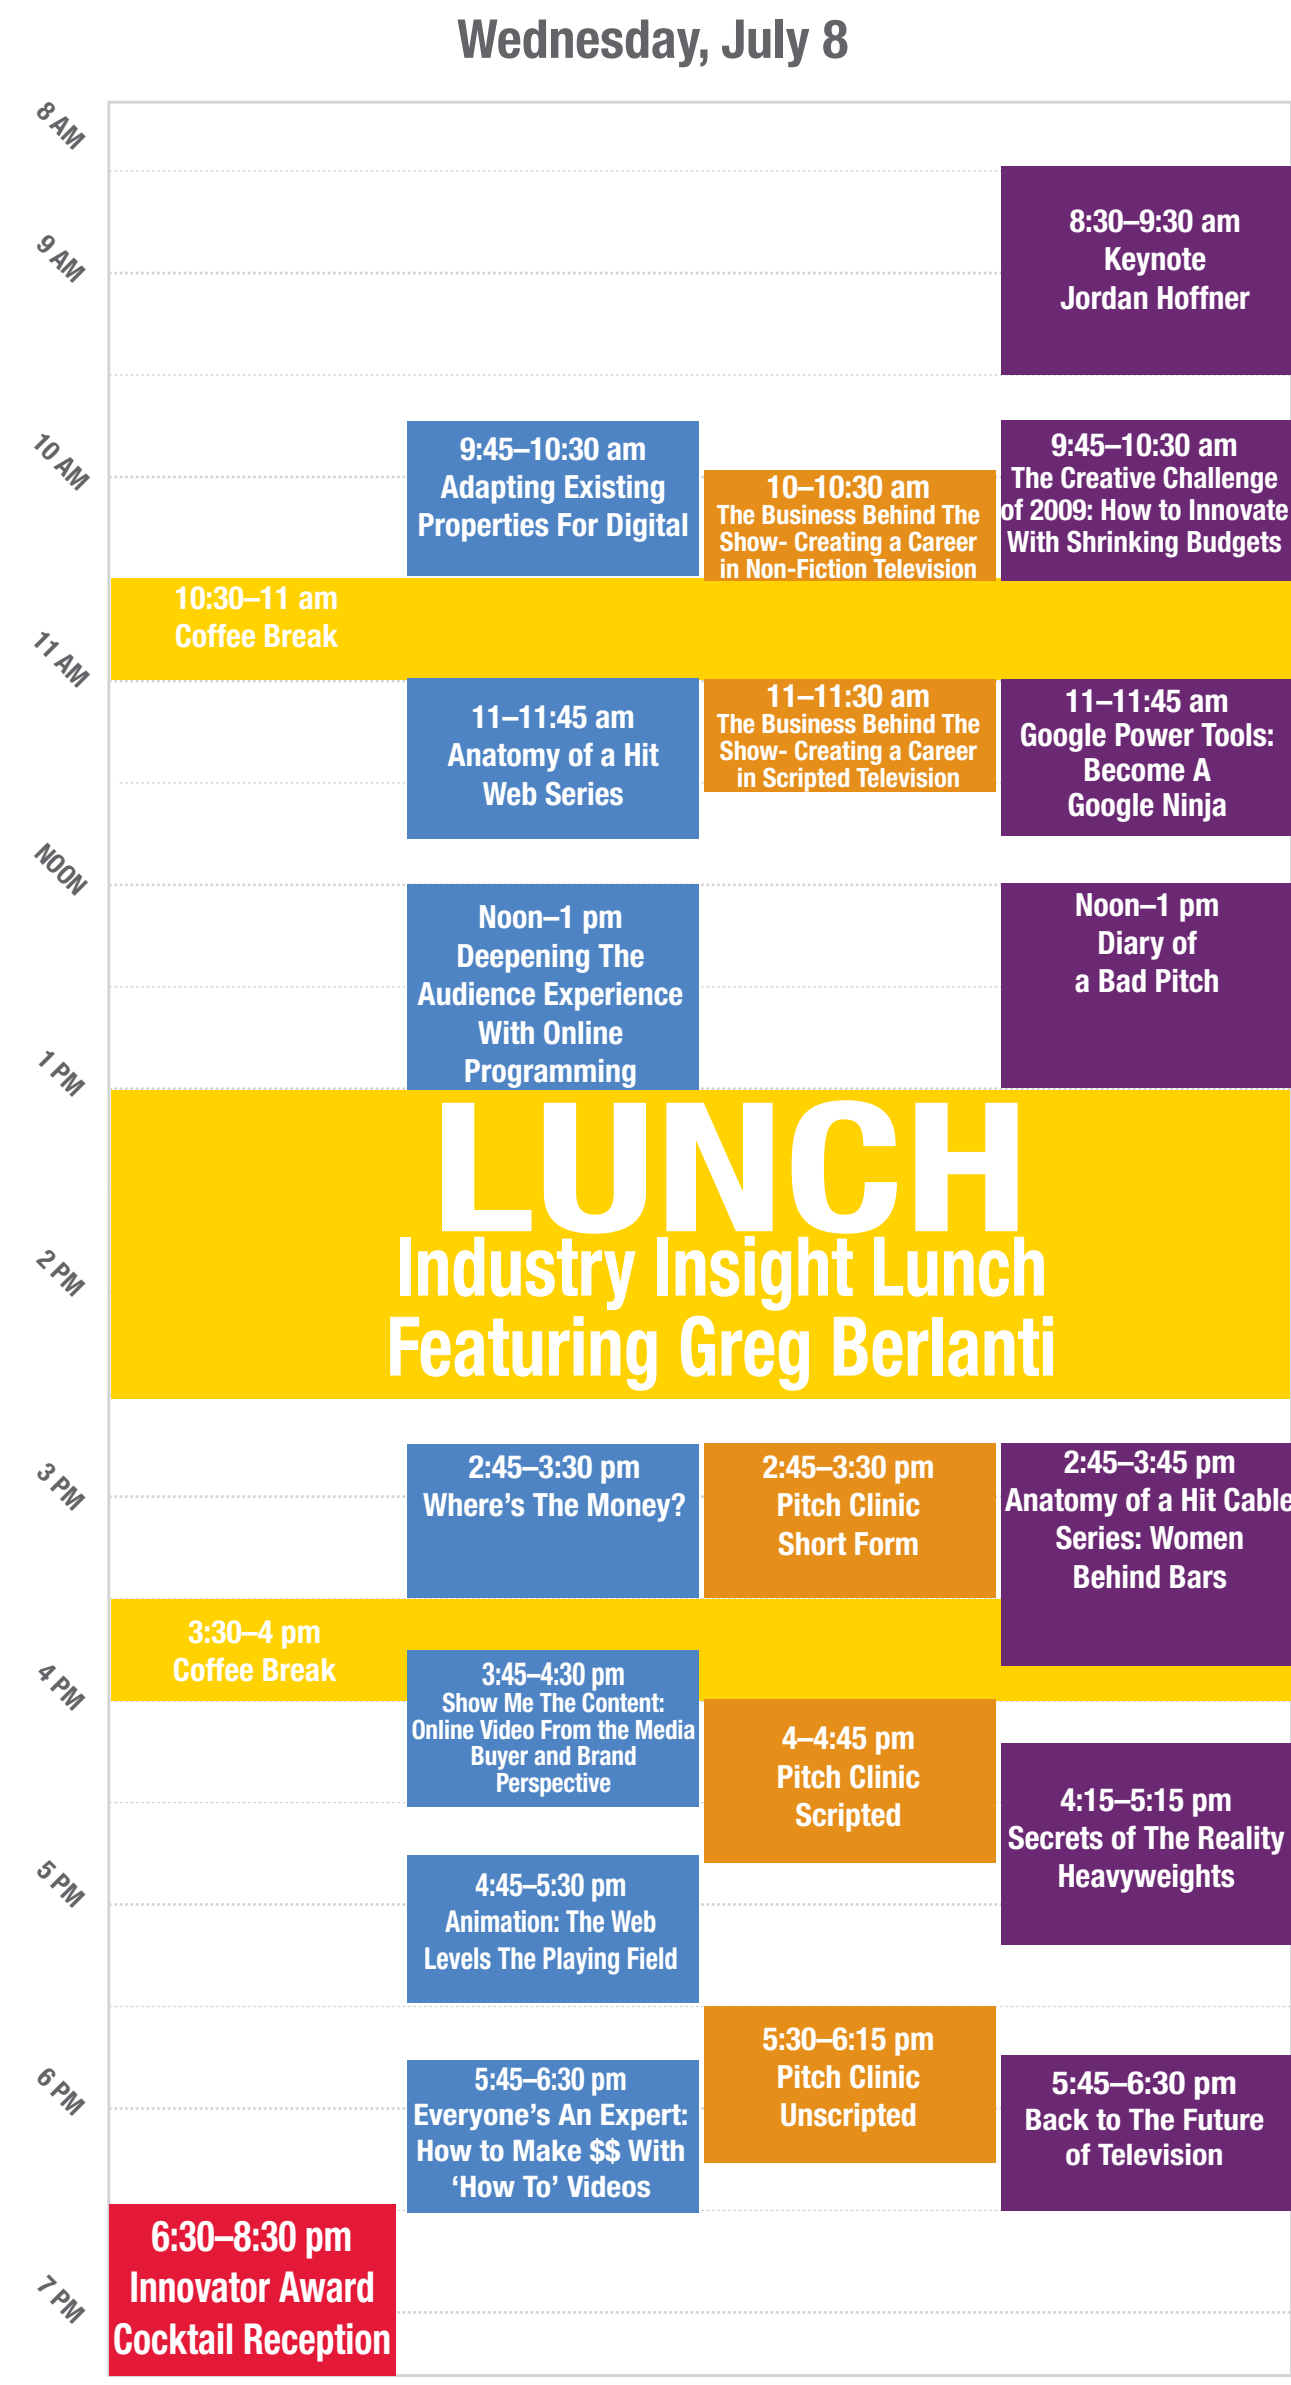 Wednesday, July 8
8 AM
8:30–9:30 am
Keynote
Jordan Hoffner
9 AM
10 AM
9:45–10:30 am
Adapting Existing
Properties For Digital
10–10:30 am
The Business Behind The
Show- Creating a Career
in Non-Fiction Television
9:45–10:30 am
The Creative Challenge
of 2009: How to Innovate
With Shrinking Budgets
10:30–11 am
Coffee Break
11 AM
11–11:45 am
Anatomy of a Hit
Web Series
11–11:30 am
The Business Behind The
Show- Creating a Career
in Scripted Television
11–11:45 am
Google Power Tools:
Become A
Google Ninja
NOON
Noon–1 pm
Deepening The
Audience Experience
With Online
Programming
Noon–1 pm
Diary of
a Bad Pitch
1 PM
LUNCH
Industry Insight Lunch
Featuring Greg Berlanti
2 PM
2:45–3:30 pm
Where's The Money?
2:45–3:30 pm
Pitch Clinic
Short Form
2:45–3:45 pm
Anatomy of a Hit Cable
Series: Women
Behind Bars
3 PM
3:30–4 pm
Coffee Break
3:45–4:30 pm
Show Me The Content:
Online Video From the Media
Buyer and Brand
Perspective
4 PM
4–4:45 pm
Pitch Clinic
Scripted
4:15–5:15 pm
Secrets of The Reality
Heavyweights
5 PM
4:45–5:30 pm
Animation: The Web
Levels The Playing Field
5:30–6:15 pm
Pitch Clinic
Unscripted
6 PM
5:45–6:30 pm
Everyone's An Expert:
How to Make $$ With
‘How To’ Videos
5:45–6:30 pm
Back to The Future
of Television
6:30–8:30 pm
Innovator Award
Cocktail Reception
7 PM